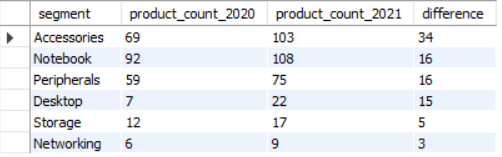 segment product_count_2020 product_count_2021 difference
Accessories 69 103 34
Notebook 92 108 16
Peripherals 59 75 16
Desktop 7 22 15
Storage 12 17 5
Networking 6 9 3